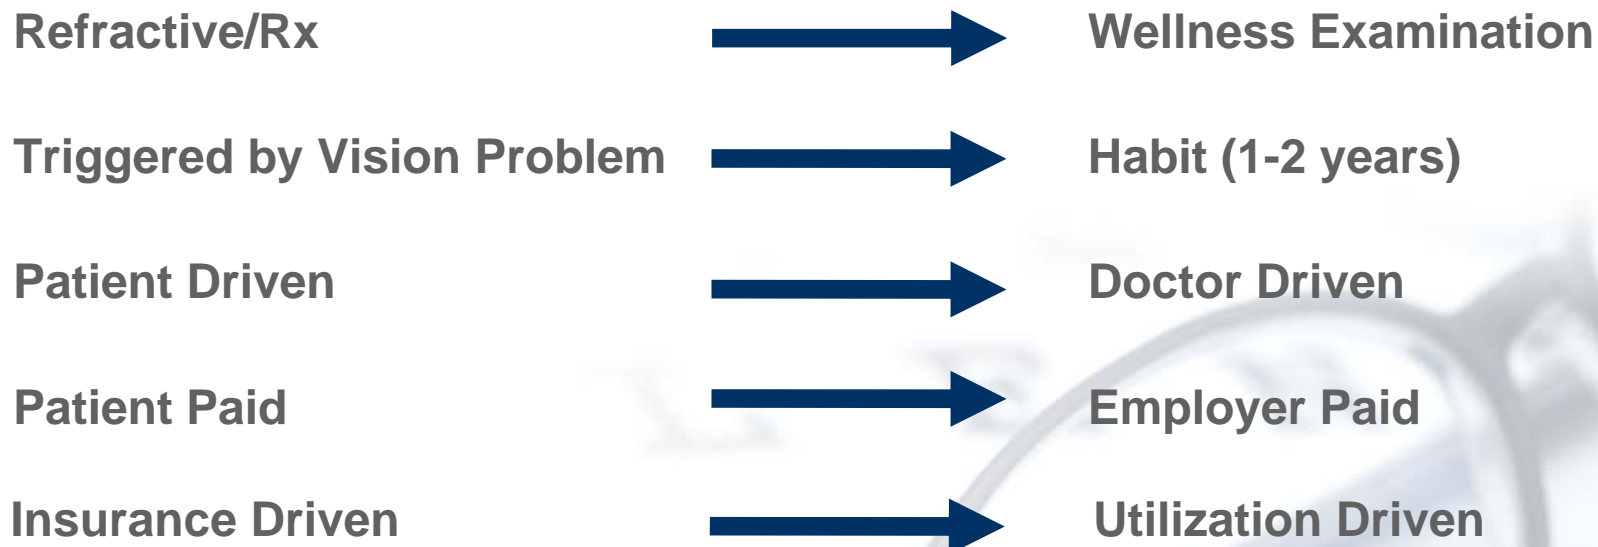 Refractive/Rx Wellness Examination
Triggered by Vision Problem Habit (1-2 years)
Patient Driven Doctor Driven
Patient Paid Employer Paid
Insurance Driven Utilization Driven